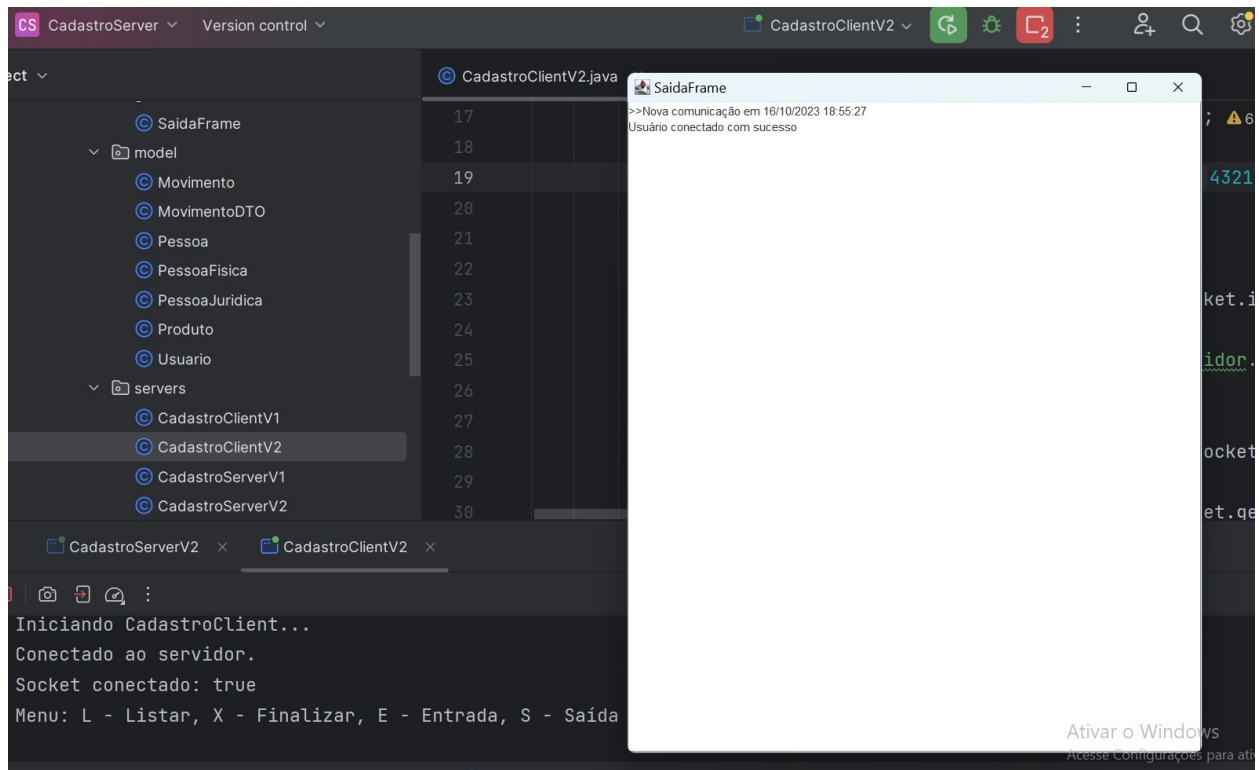 CS CadastroServer Version control CadastroClientV2 2
ect CadastroClientV2.java
SaidaFrame
>>Nova comunicação em 16/10/2023 18:55:27
Usuário conectado com sucesso
SaidaFrame
model
Movimento
MovimentoDTO
Pessoa
PessoaFisica
PessoaJuridica
Produto
Usuario
servers
CadastroClientV1
CadastroClientV2
CadastroServerV1
CadastroServerV2
17 ; 6
18
19 4321
20
21
22
23 ket.i
24
25 idor.
26
27
28 ocket
29
30 et.ge
CadastroServerV2 CadastroClientV2
Iniciando CadastroClient...
Conectado ao servidor.
Socket conectado: true
Menu: L - Listar, X - Finalizar, E - Entrada, S - Saída
Ativar o Windows
Acesse Configurações para ati